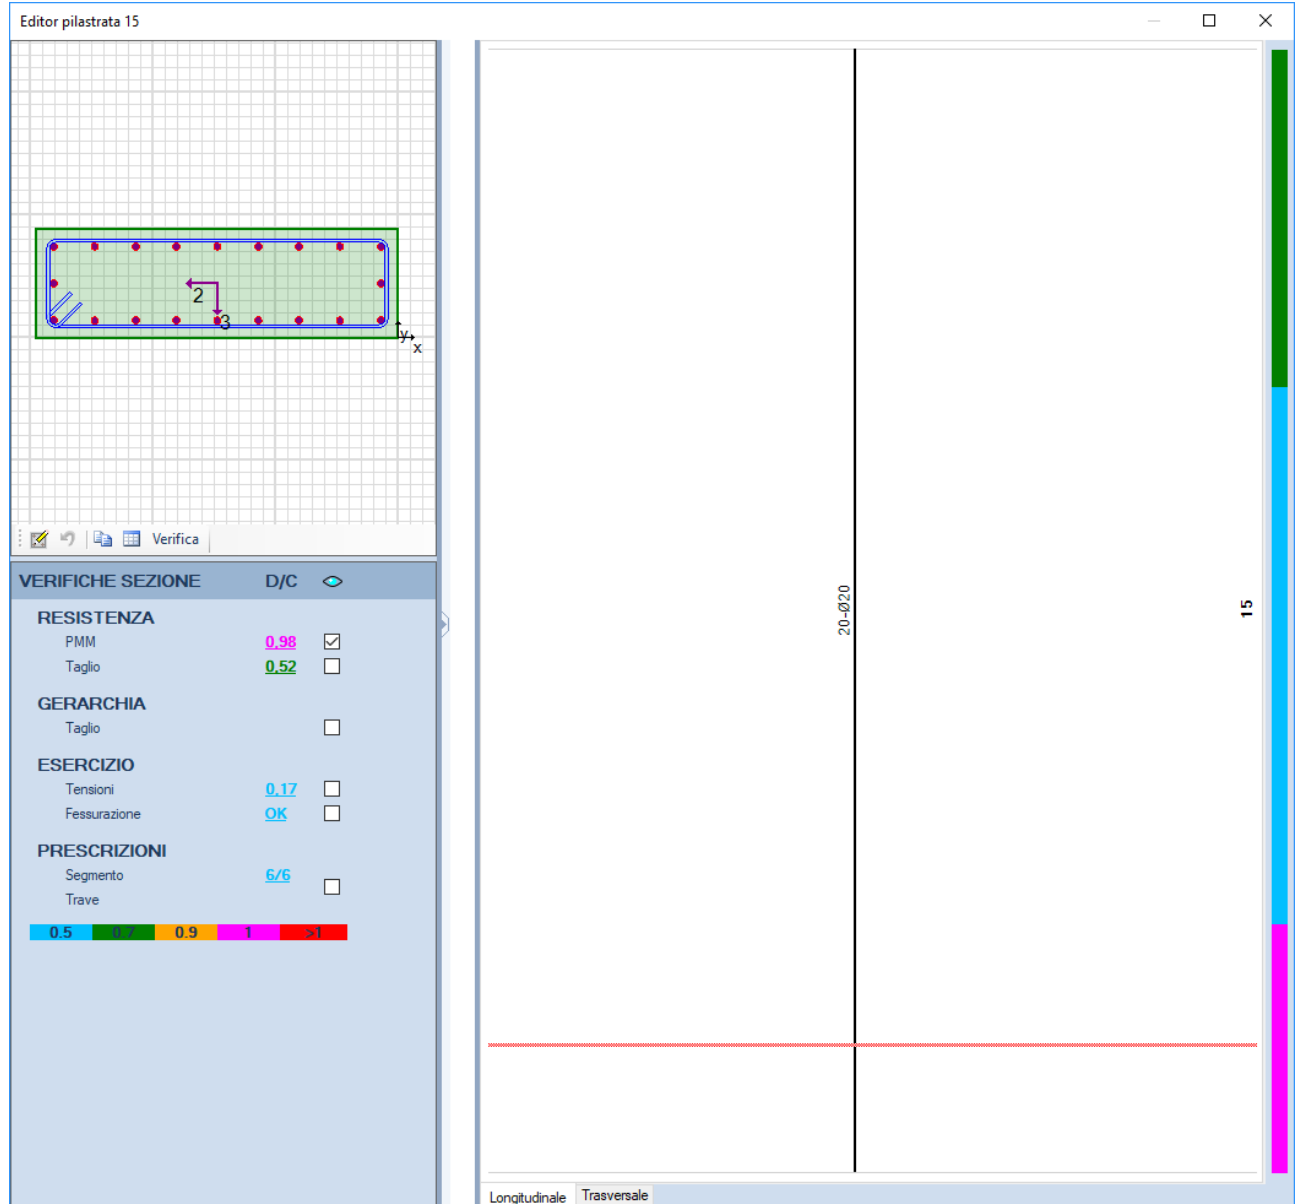 Editor pilastrata 15
2
3
y
x
Verifica
VERIFICHE SEZIONE D/C
RESISTENZA
PMM 0,98
Taglio 0,52
GERARCHIA
Taglio
ESERCIZIO
Tensioni 0,17
Fessurazione OK
PRESCRIZIONI
Segmento 6/6
Trave
0.5 0.7 0.9 1 >1
20-Ø20
15
Longitudinale Trasversale